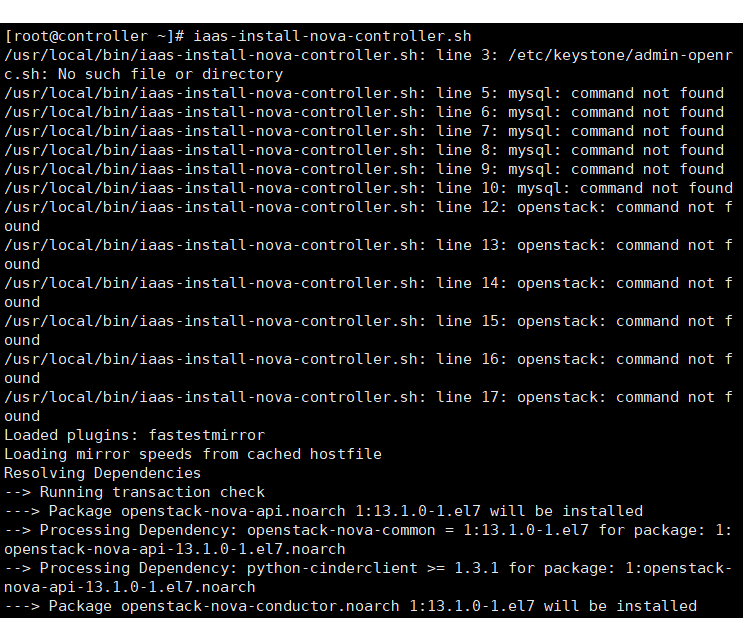 [root@controller ~]# iaas-install-nova-controller.sh
/usr/local/bin/iaas-install-nova-controller.sh: line 3: /etc/keystone/admin-openr
c.sh: No such file or directory
/usr/local/bin/iaas-install-nova-controller.sh: line 5: mysql: command not found
/usr/local/bin/iaas-install-nova-controller.sh: line 6: mysql: command not found
/usr/local/bin/iaas-install-nova-controller.sh: line 7: mysql: command not found
/usr/local/bin/iaas-install-nova-controller.sh: line 8: mysql: command not found
/usr/local/bin/iaas-install-nova-controller.sh: line 9: mysql: command not found
/usr/local/bin/iaas-install-nova-controller.sh: line 10: mysql: command not found
/usr/local/bin/iaas-install-nova-controller.sh: line 12: openstack: command not f
ound
/usr/local/bin/iaas-install-nova-controller.sh: line 13: openstack: command not f
ound
/usr/local/bin/iaas-install-nova-controller.sh: line 14: openstack: command not f
ound
/usr/local/bin/iaas-install-nova-controller.sh: line 15: openstack: command not f
ound
/usr/local/bin/iaas-install-nova-controller.sh: line 16: openstack: command not f
ound
/usr/local/bin/iaas-install-nova-controller.sh: line 17: openstack: command not f
ound
Loaded plugins: fastestmirror
Loading mirror speeds from cached hostfile
Resolving Dependencies
--> Running transaction check
---> Package openstack-nova-api.noarch 1:13.1.0-1.el7 will be installed
--> Processing Dependency: openstack-nova-common = 1:13.1.0-1.el7 for package: 1:
openstack-nova-api-13.1.0-1.el7.noarch
--> Processing Dependency: python-cinderclient >= 1.3.1 for package: 1:openstack-
nova-api-13.1.0-1.el7.noarch
---> Package openstack-nova-conductor.noarch 1:13.1.0-1.el7 will be installed